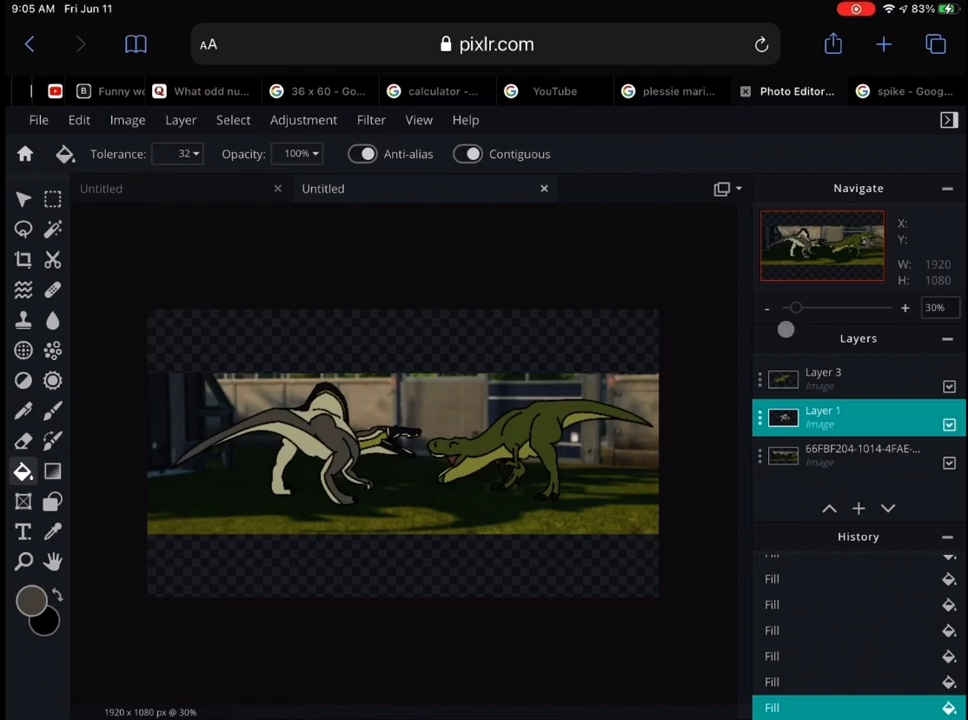 9:05 AM Fri Jun 11 83%
AA pixlr.com
Funny wo What odd nu... 36 x 60 - Go... calculator -... YouTube plessie mari... Photo Editor... spike - Goog...
File Edit Image Layer Select Adjustment Filter View Help
Tolerance: 32 Opacity: 100% Anti-alias Contiguous
Untitled Untitled Navigate
X:
Y:
W: 1920
H: 1080
- + 30%
Layers
Layer 3
Image
Layer 1
Image
66FBF204-1014-4FAE-...
Image
History
Fill
Fill
Fill
Fill
Fill
Fill
1920 x 1080 px @ 30%